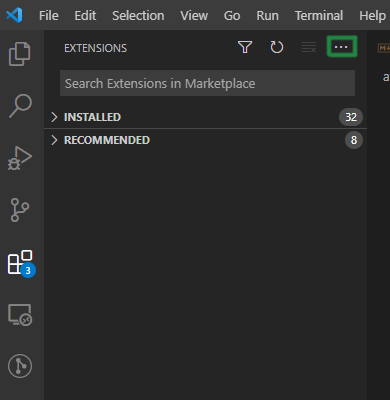 File Edit Selection View Go Run Terminal Help
EXTENSIONS
Search Extensions in Marketplace
INSTALLED 32
RECOMMENDED 8
3